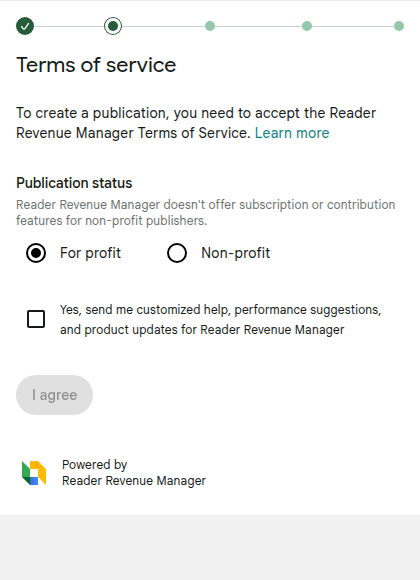 Terms of service
To create a publication, you need to accept the Reader
Revenue Manager Terms of Service. Learn more
Publication status
Reader Revenue Manager doesn't offer subscription or contribution
features for non-profit publishers.
For profit Non-profit
Yes, send me customized help, performance suggestions,
and product updates for Reader Revenue Manager
I agree
Powered by
Reader Revenue Manager